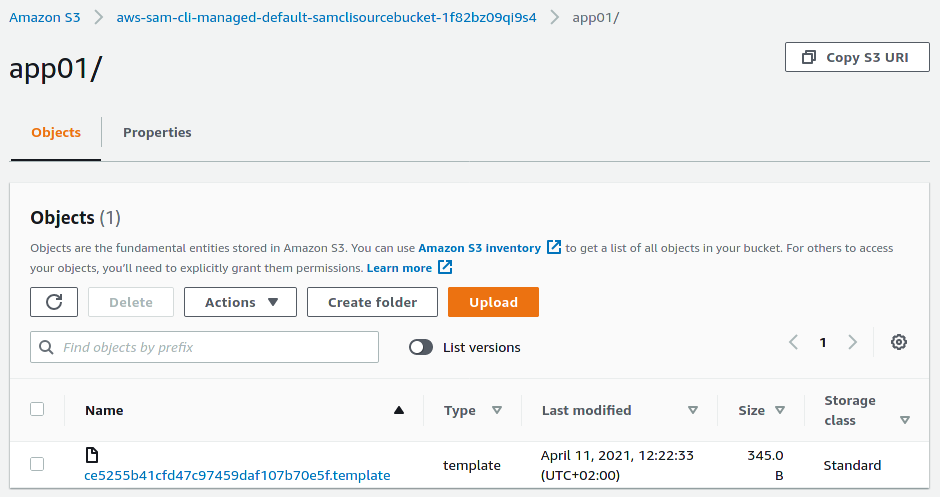 Amazon S3 > aws-sam-cli-managed-default-samclisourcebucket-1f82bz09qi9s4 > app01/
app01/
Copy S3 URI
Objects
Properties
Objects (1)
Objects are the fundamental entities stored in Amazon S3. You can use Amazon S3 inventory to get a list of all objects in your bucket. For others to access
your objects, you'll need to explicitly grant them permissions. Learn more
Delete
Actions
Create folder
Upload
Find objects by prefix
List versions
1
Name
Type
Last modified
Size
Storage
class
ce5255b41cfd47c97459daf107b70e5f.template
template
April 11, 2021, 12:22:33
(UTC+02:00)
345.0
B
Standard